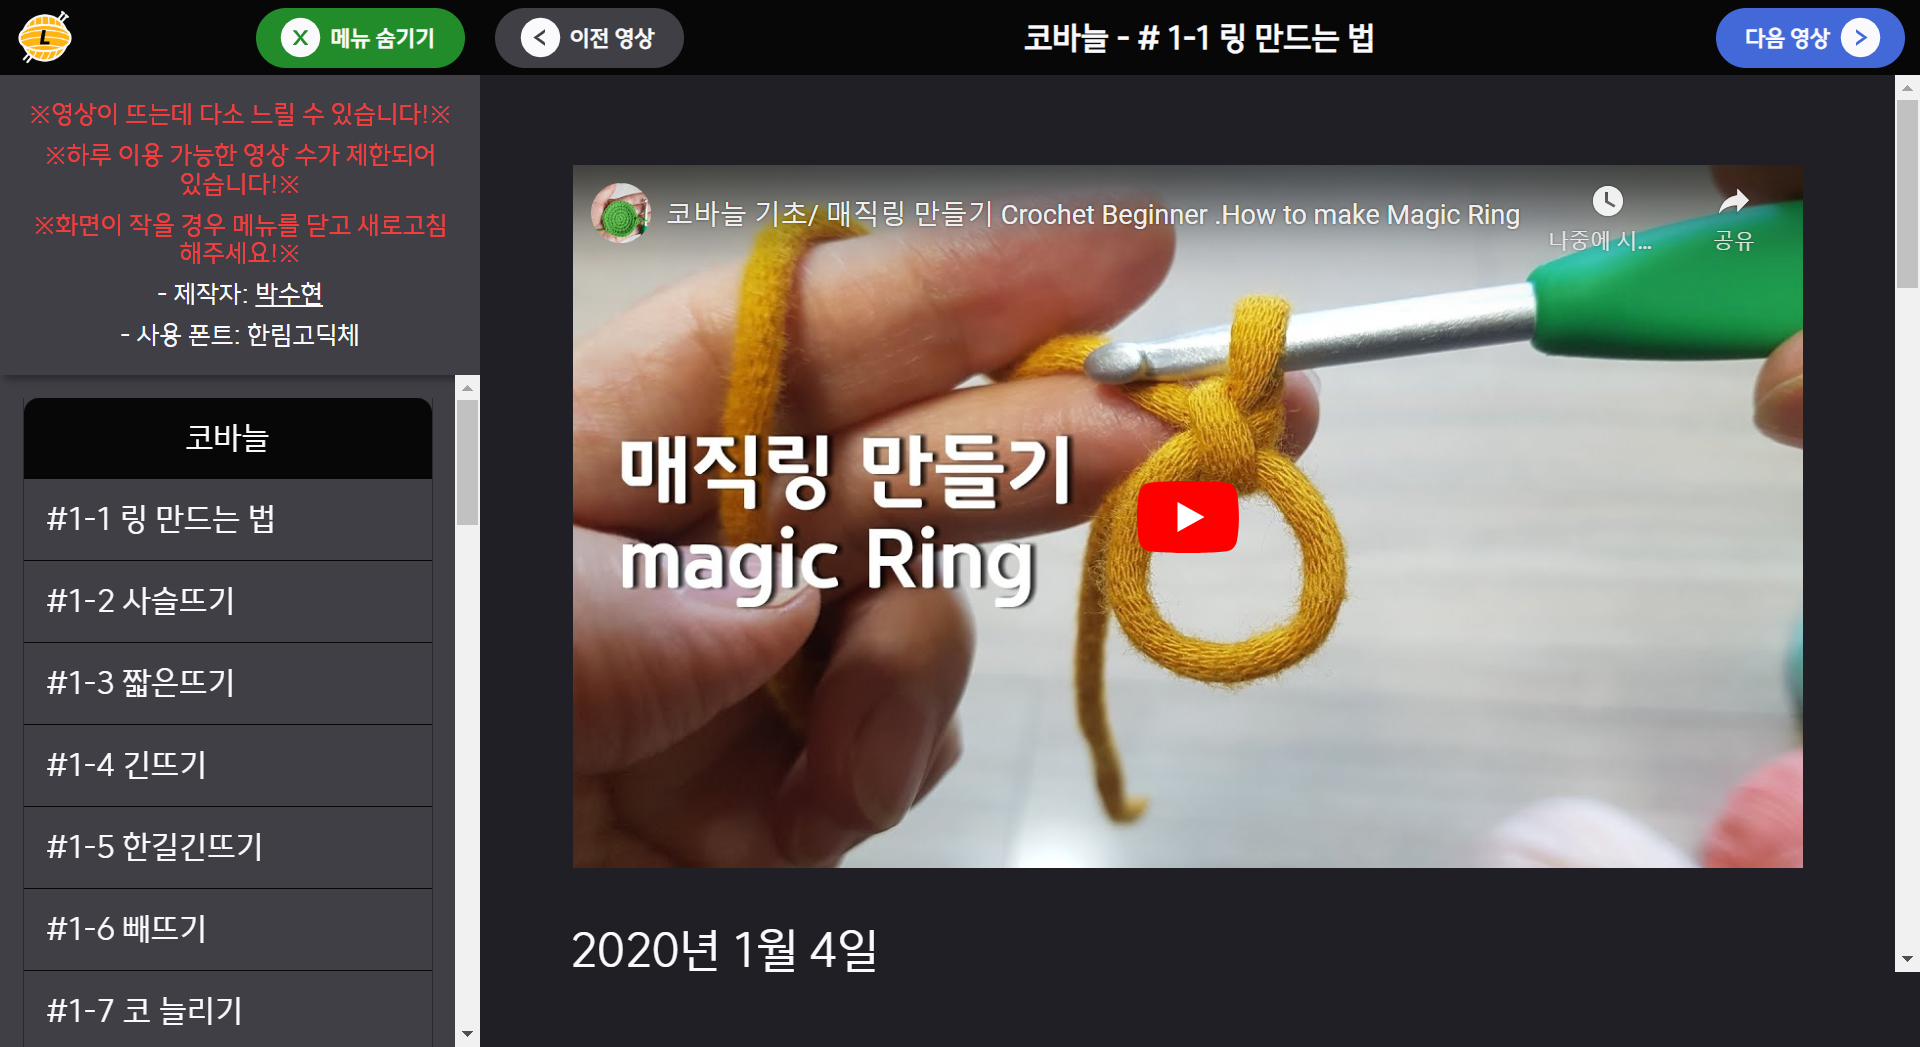 L
X 메뉴 숨기기
< 이전 영상
코바늘 - # 1-1 링 만드는 법
다음 영상 >
※영상이 뜨는데 다소 느릴 수 있습니다!※
※하루 이용 가능한 영상 수가 제한되어
있습니다!※
※화면이 작을 경우 메뉴를 닫고 새로고침
해주세요!※
- 제작자: 박수현
- 사용 폰트: 한림고딕체
코바늘
#1-1 링 만드는 법
#1-2 사슬뜨기
#1-3 짧은뜨기
#1-4 긴뜨기
#1-5 한길긴뜨기
#1-6 빼뜨기
#1-7 코 늘리기
코바늘 기초/ 매직링 만들기 Crochet Beginner .How to make Magic Ring
나중에 시...
공유
매직링 만들기
magic Ring
2020년 1월 4일